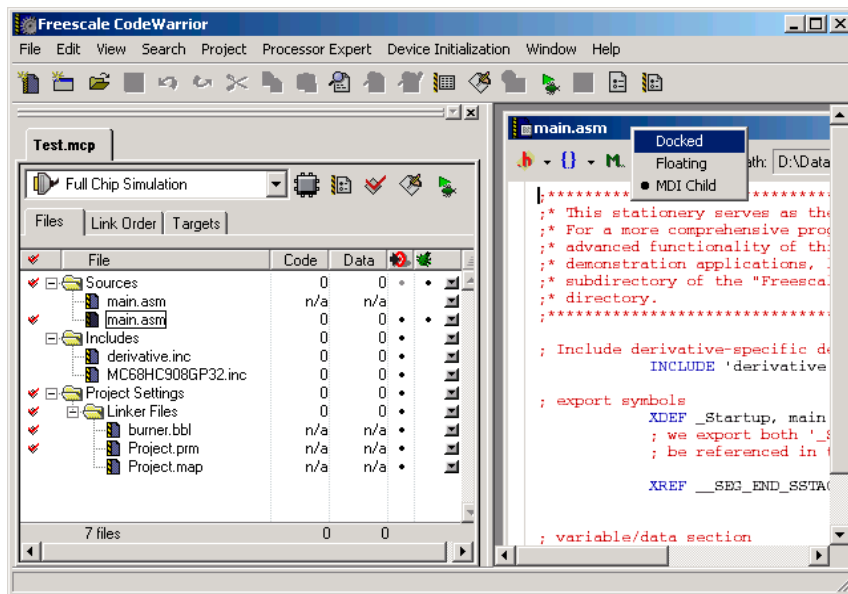 Freescale CodeWarrior
File Edit View Search Project Processor Expert Device Initialization Window Help
Test.mcp
Full Chip Simulation
Files Link Order Targets
File Code Data
Sources 0 0
main.asm n/a
main.asm 0 0
Includes 0 0
derivative.inc 0 0
MC68HC908GP32.inc 0 0
Project Settings 0 0
Linker Files 0 0
burner.bbl n/a n/a
Project.prm n/a n/a
Project.map n/a n/a
7 files 0 0
main.asm
Docked
Floating
MDI Child
h {} M. ath: D:\Data
;******************************
;* This stationery serves as the
;* For a more comprehensive prog
;* advanced functionality of thi
;* demonstration applications,
;* subdirectory of the "Freescal
;* directory.
;******************************
; Include derivative-specific de
INCLUDE 'derivative
; export symbols
XDEF _Startup, main
; we export both '_S
; be referenced in t
XREF __SEG_END_SSTAC
; variable/data section